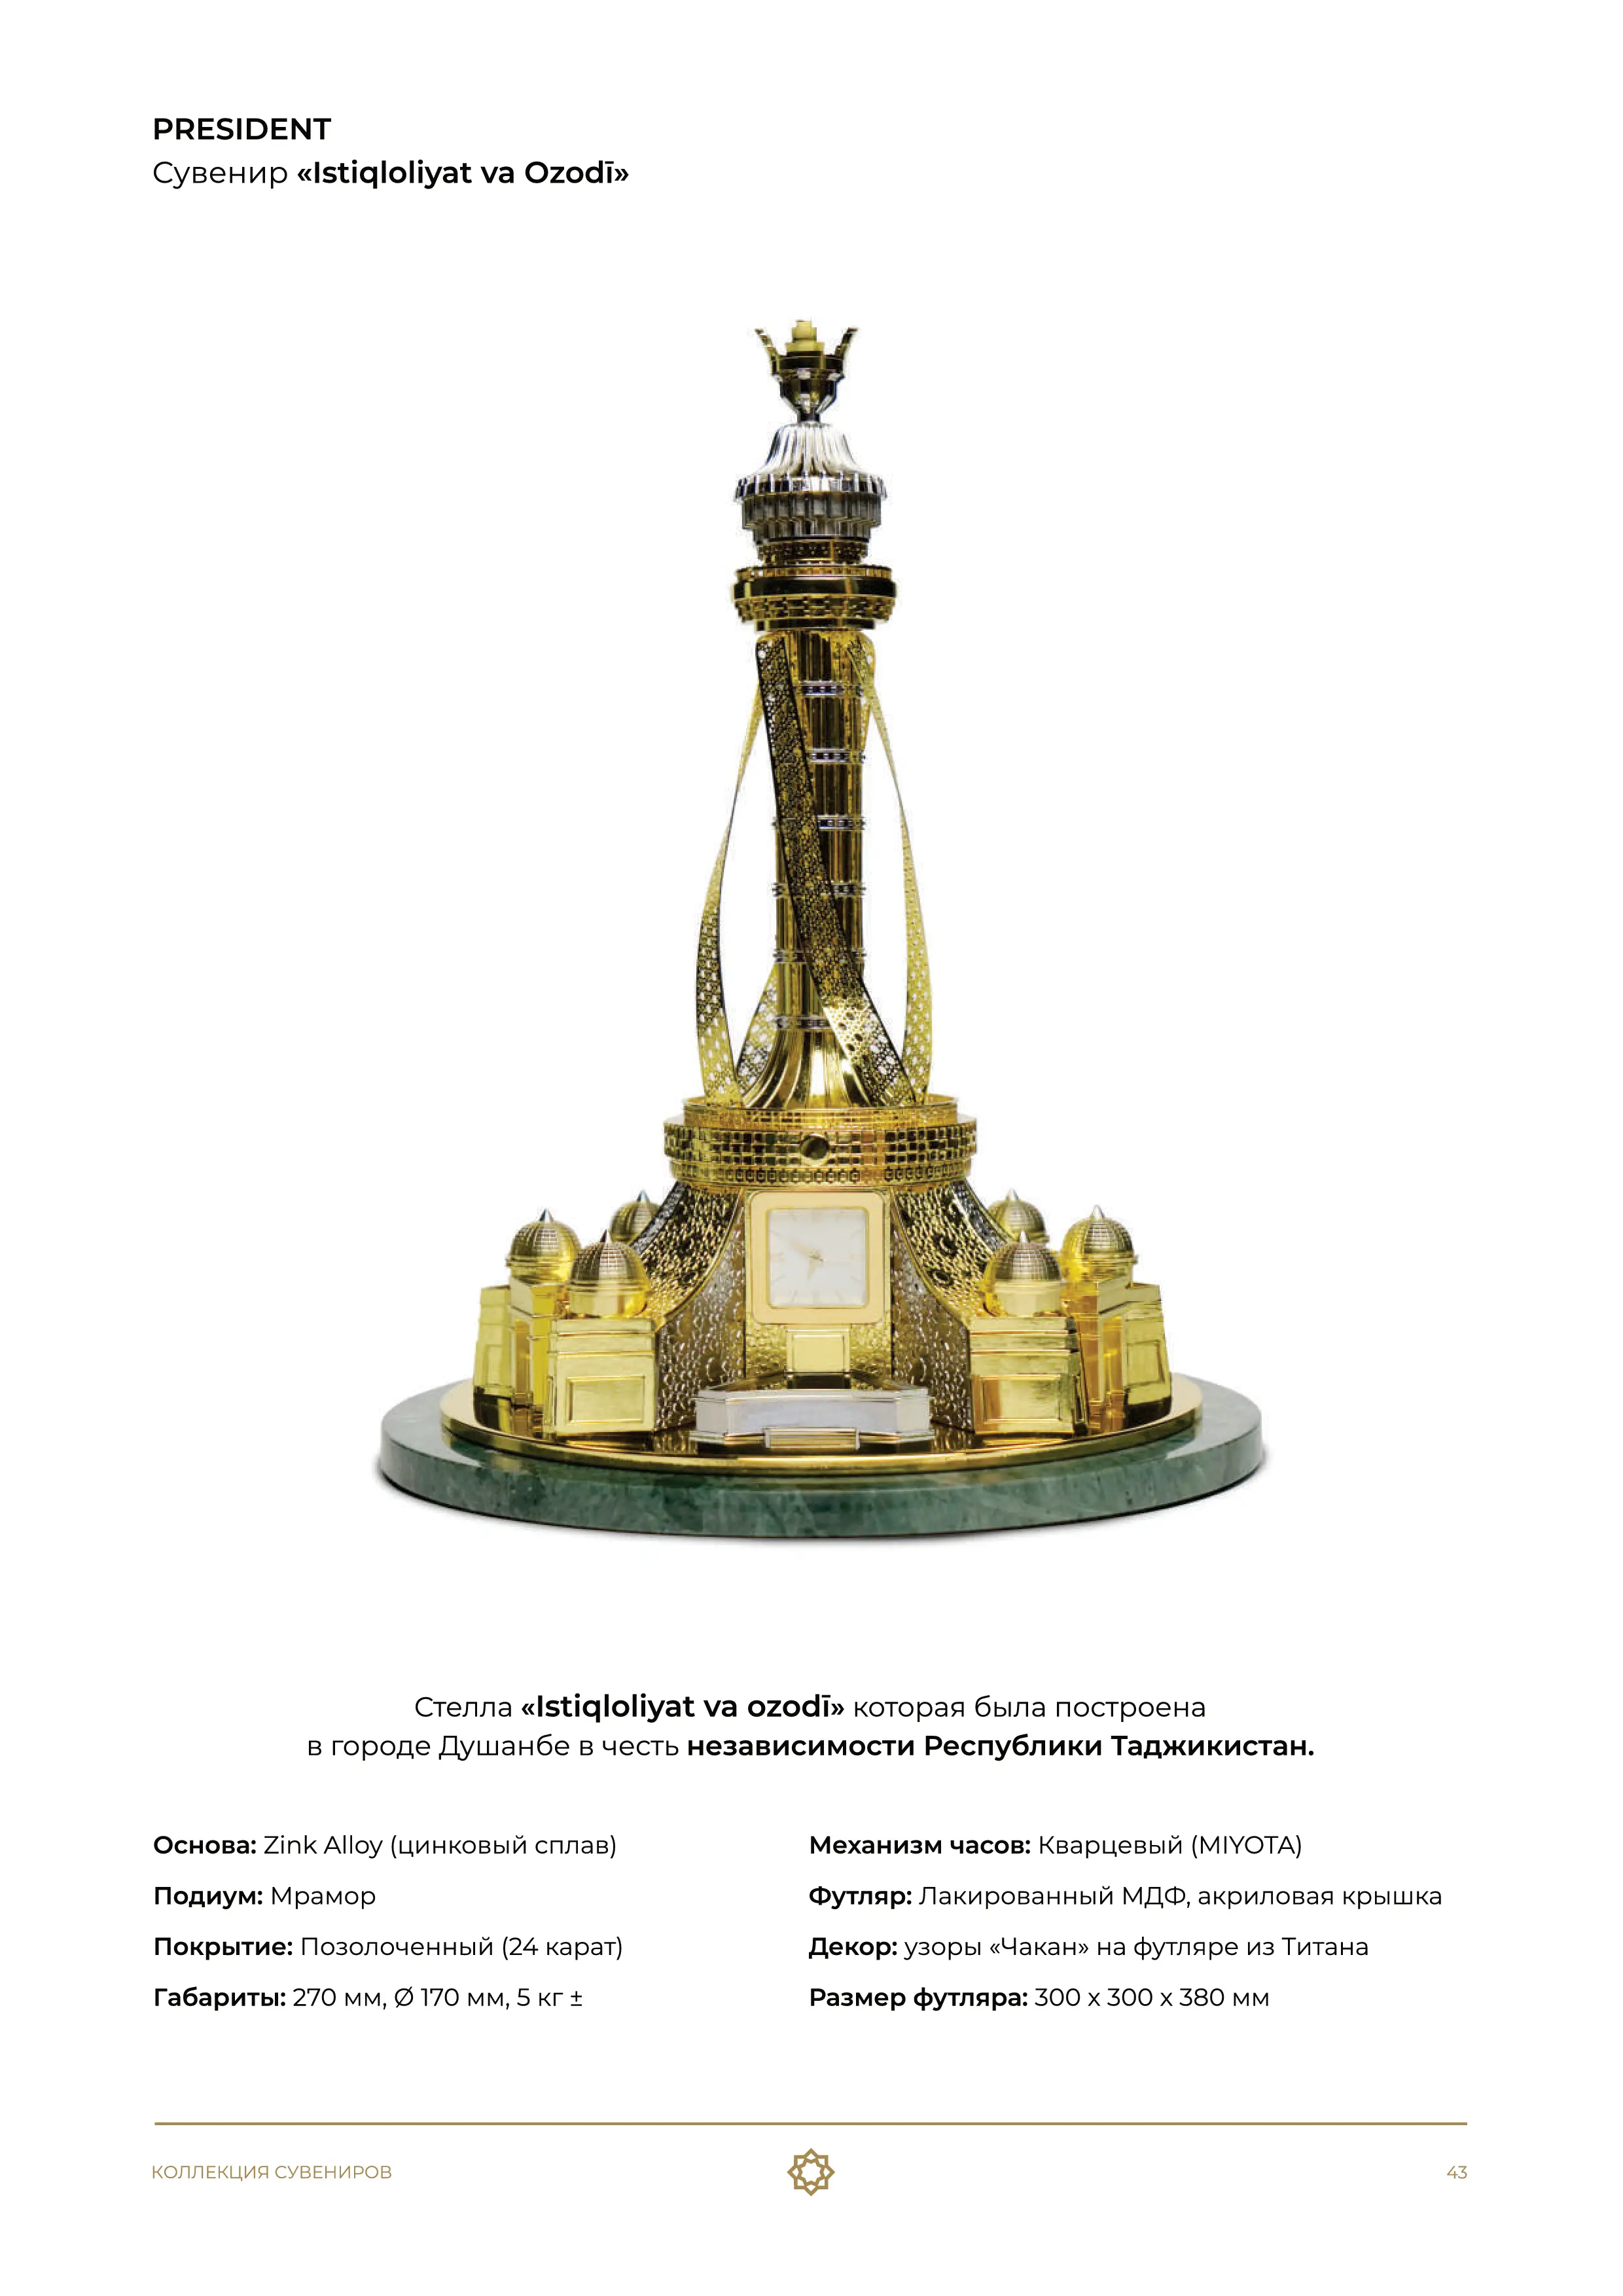 PRESIDENT
Сувенир «Istiqloliyat va Ozodī»
Стелла «Istiqloliyat va ozodī» которая была построена
в городе Душанбе в честь независимости Республики Таджикистан.
Основа: Zink Alloy (цинковый сплав)
Подиум: Мрамор
Покрытие: Позолоченный (24 карат)
Габариты: 270 мм, Ø 170 мм, 5 кг ±
Механизм часов: Кварцевый (MIYOTA)
Футляр: Лакированный МДФ, акриловая крышка
Декор: узоры «Чакан» на футляре из Титана
Размер футляра: 300 x 300 x 380 мм
КОЛЛЕКЦИЯ СУВЕНИРОВ
43